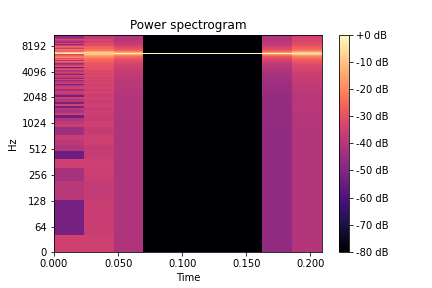 Power spectrogram
+0 dB
8192
-10 dB
4096
-20 dB
2048
-30 dB
1024
Hz
512
-40 dB
256
-50 dB
128
-60 dB
64
-70 dB
0
-80 dB
0.000
0.050
0.100
0.150
0.200
Time